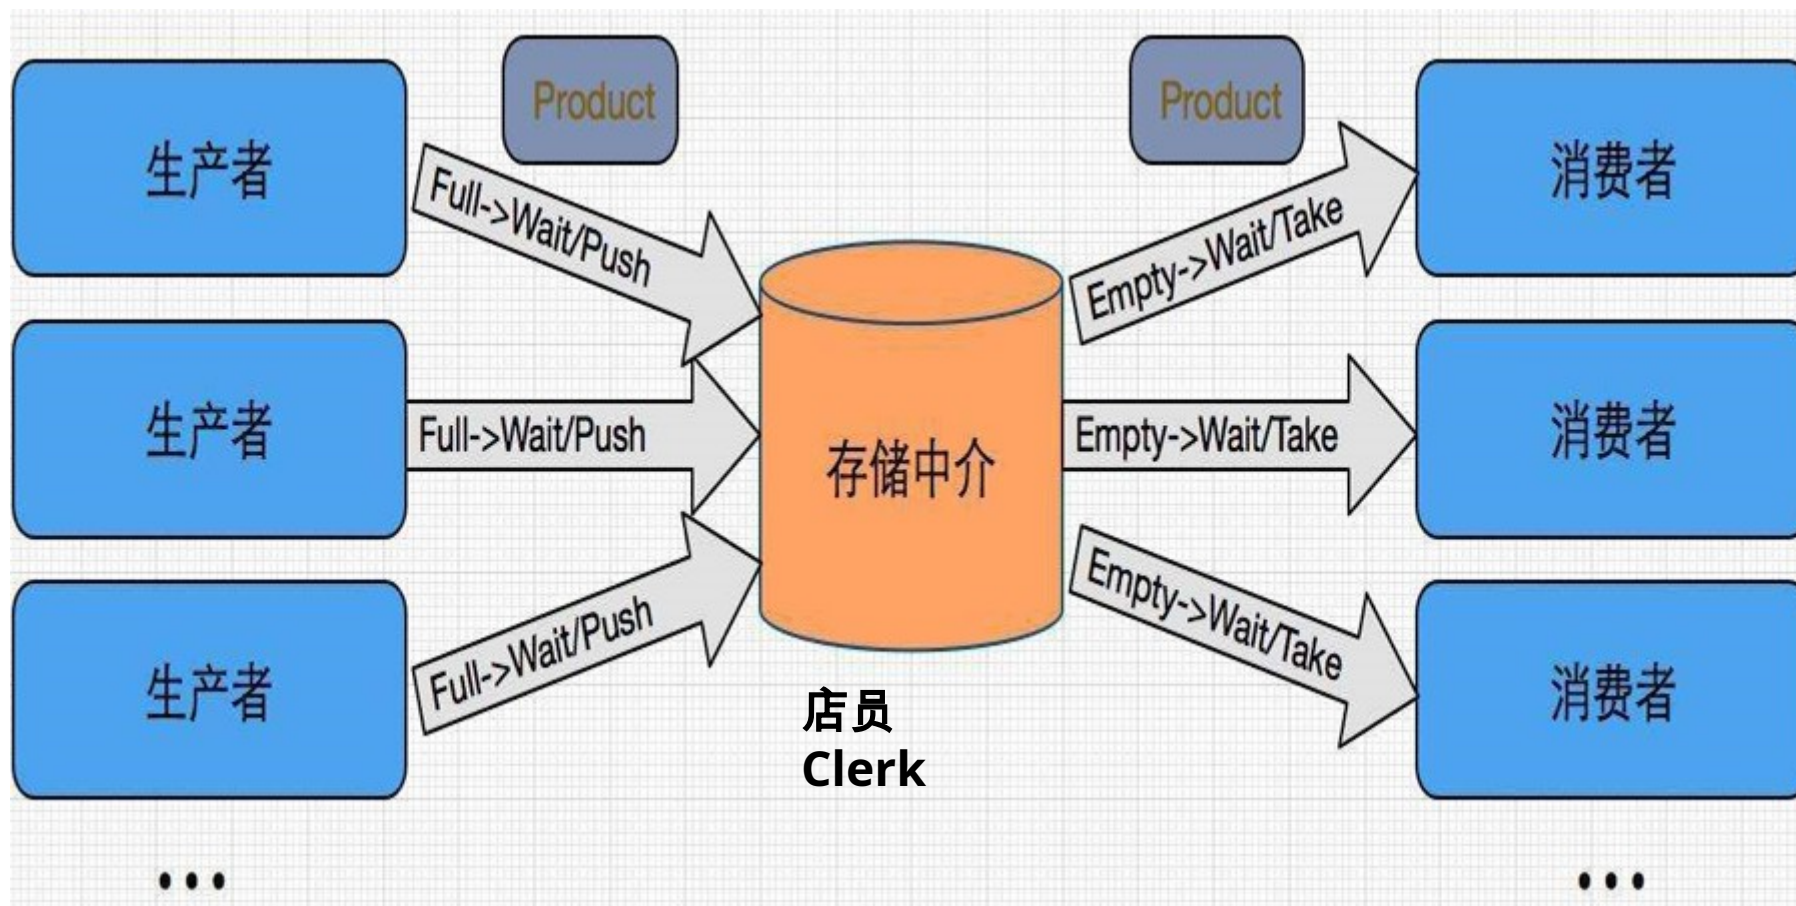 Product
Product
生产者
Full->Wait/Push
Empty->Wait/Take
消费者
生产者
Full->Wait/Push
存储中介
Empty->Wait/Take
消费者
生产者
Full->Wait/Push
Empty->Wait/Take
消费者
店员
Clerk
...
...